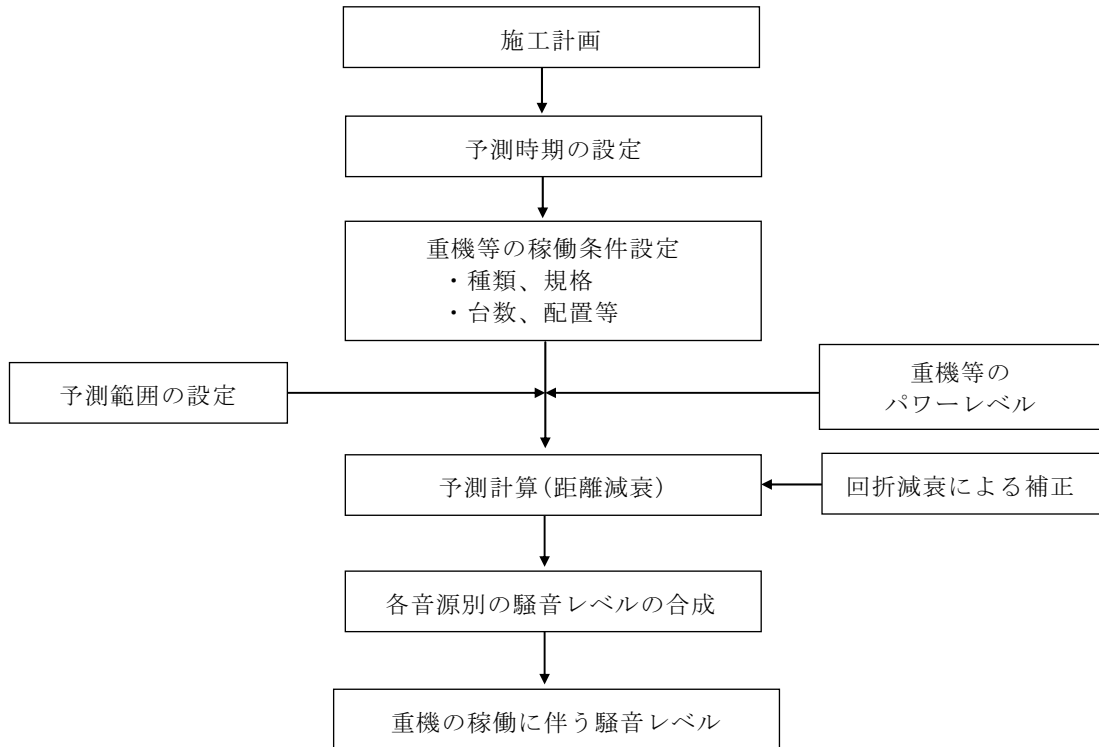 施工計画
予測時期の設定
重機等の稼働条件設定
・種類、規格
・台数、配置等
予測範囲の設定
重機等の
パワーレベル
予測計算(距離減衰)
回折減衰による補正
各音源別の騒音レベルの合成
重機の稼働に伴う騒音レベル